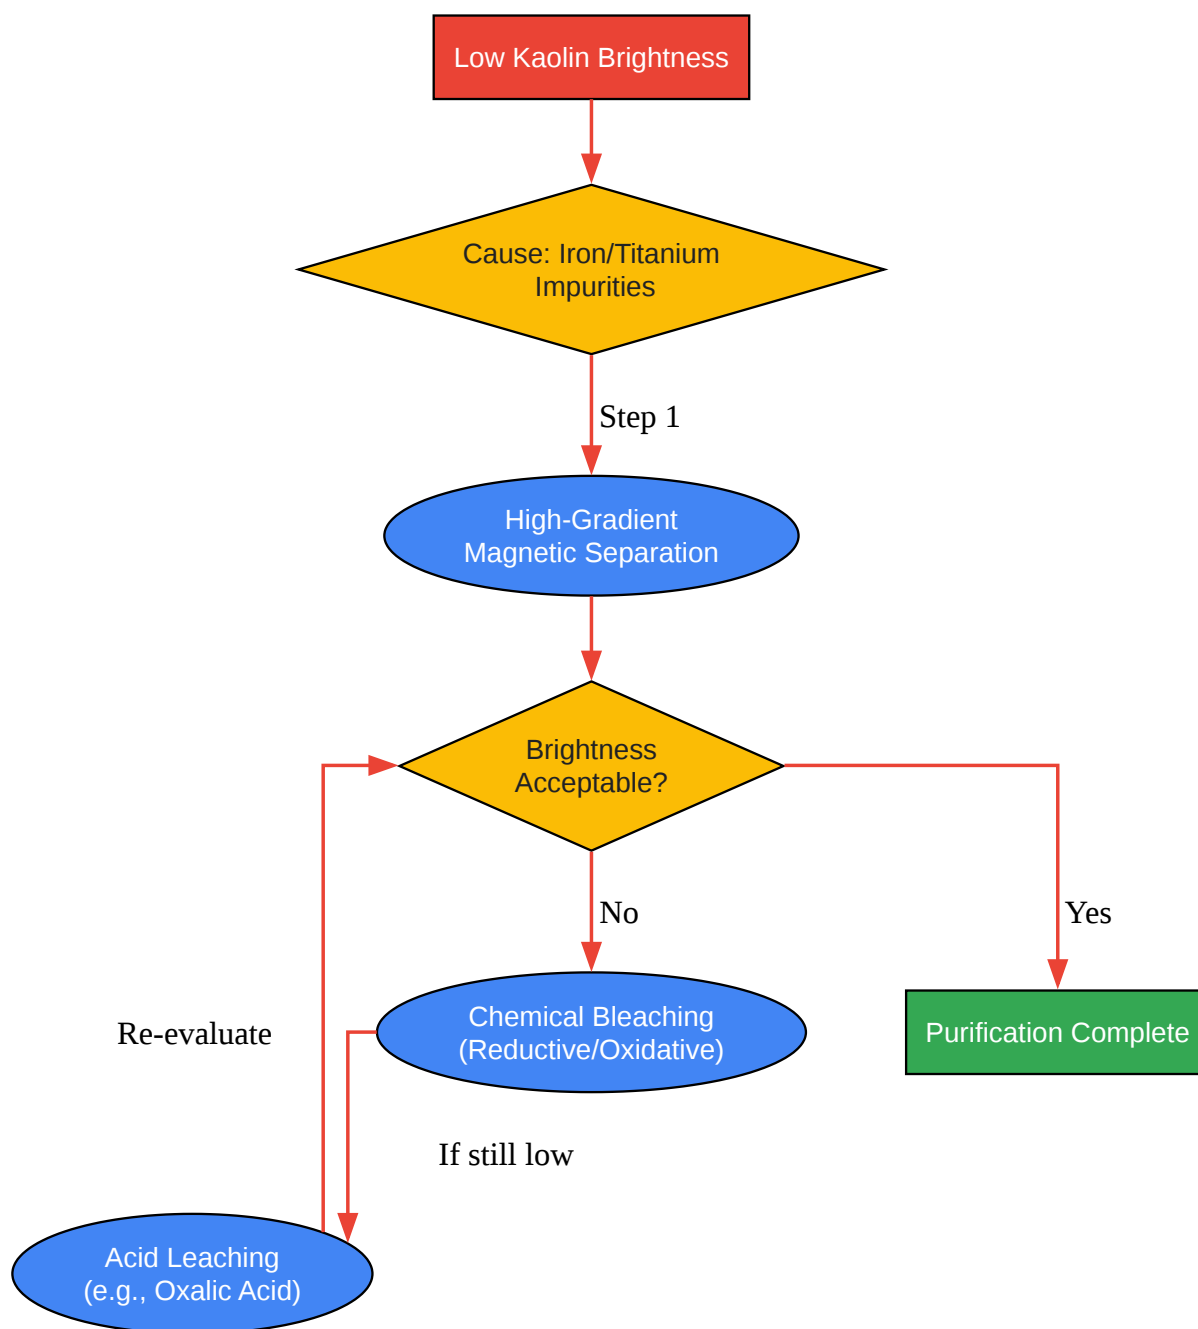 Low Kaolin Brightness
Cause: Iron/Titanium
Impurities
Step 1
High-Gradient
Magnetic Separation
Brightness
Acceptable?
No
Yes
Chemical Bleaching
(Reductive/Oxidative)
Purification Complete
Re-evaluate
If still low
Acid Leaching
(e.g., Oxalic Acid)